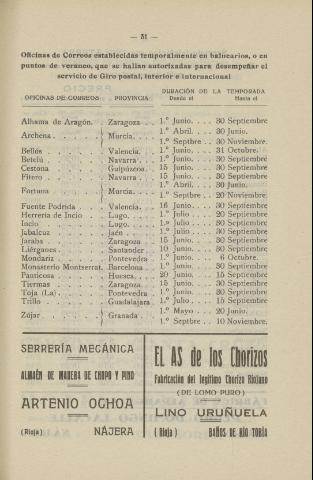 — 51 —
Oficinas de Correos establecidas temporalmente en balnearios, o en
puntos de veraneo, que se hallan autorizadas para desempeñar el
servicio de Giro postal, interior e internacional
OFICINAS DE CORREOS PROVINCIA DURACIÓN DE LA TEMPORADA
Desde el Hasta el
Alhama de Aragón. Zaragoza 1.º Junio. 30 Septiembre
Archena Murcia. 1.º Abril. 30 Junio.
1.º Septbre 30 Noviembre.
Bellús Valencia. 1.º Junio. 31 Octubre.
Betelú Navarra 1.º Junio. 30 Septiembre
Cestona Guipúzcoa 15 Junio. 30 Septiembre
Fitero Navarra 15 Junio. 30 Septiembre
Fortuna Murcia. 1.º Abril 30 Junio.
1.º Septbre 20 Noviembre.
Fuente Podrida Valencia. 16 Junio 30 Septiembre
Herrería de Incio Lugo. 1.º Julio 20 Septiembre
Incio Lugo. 1.º Julio 30 Septiembre
Jabalcuz Jaén 1.º Junio. 30 Septiembre
Jaraba Zaragoza 15 Junio. 30 Septiembre
Liérganes Santander 10 Junio. 30 Septiembre
Mondariz Pontevedra 1.º Junio. 6 Octubre.
Monasterio Montserrat. Barcelona 1.º Junio. 30 Septiembre
Panticosa Huesca. 20 Junio. 15 Septiembre
Tiermas Zaragoza 15 Junio. 30 Septiembre
Toja (La) Pontevedra 1.º Junio. 30 Septiembre
Trillo Guadalajara 1.º Junio 15 Septiembre
Zújar Granada 1.º Mayo 20 Junio.
1.º Septbre 10 Noviembre.
SERRERÍA MECÁNICA
ALMACÉN DE MADERA DE CHOPO Y PINO
ARTENIO OCHOA
(Rioja) NÁJERA
EL AS de los Chorizos
Fabricación del legítimo Chorizo Riojano
(DE LOMO PURO)
LINO URUÑUELA
(Rioja) BAÑOS DE RÍO TOBÍA